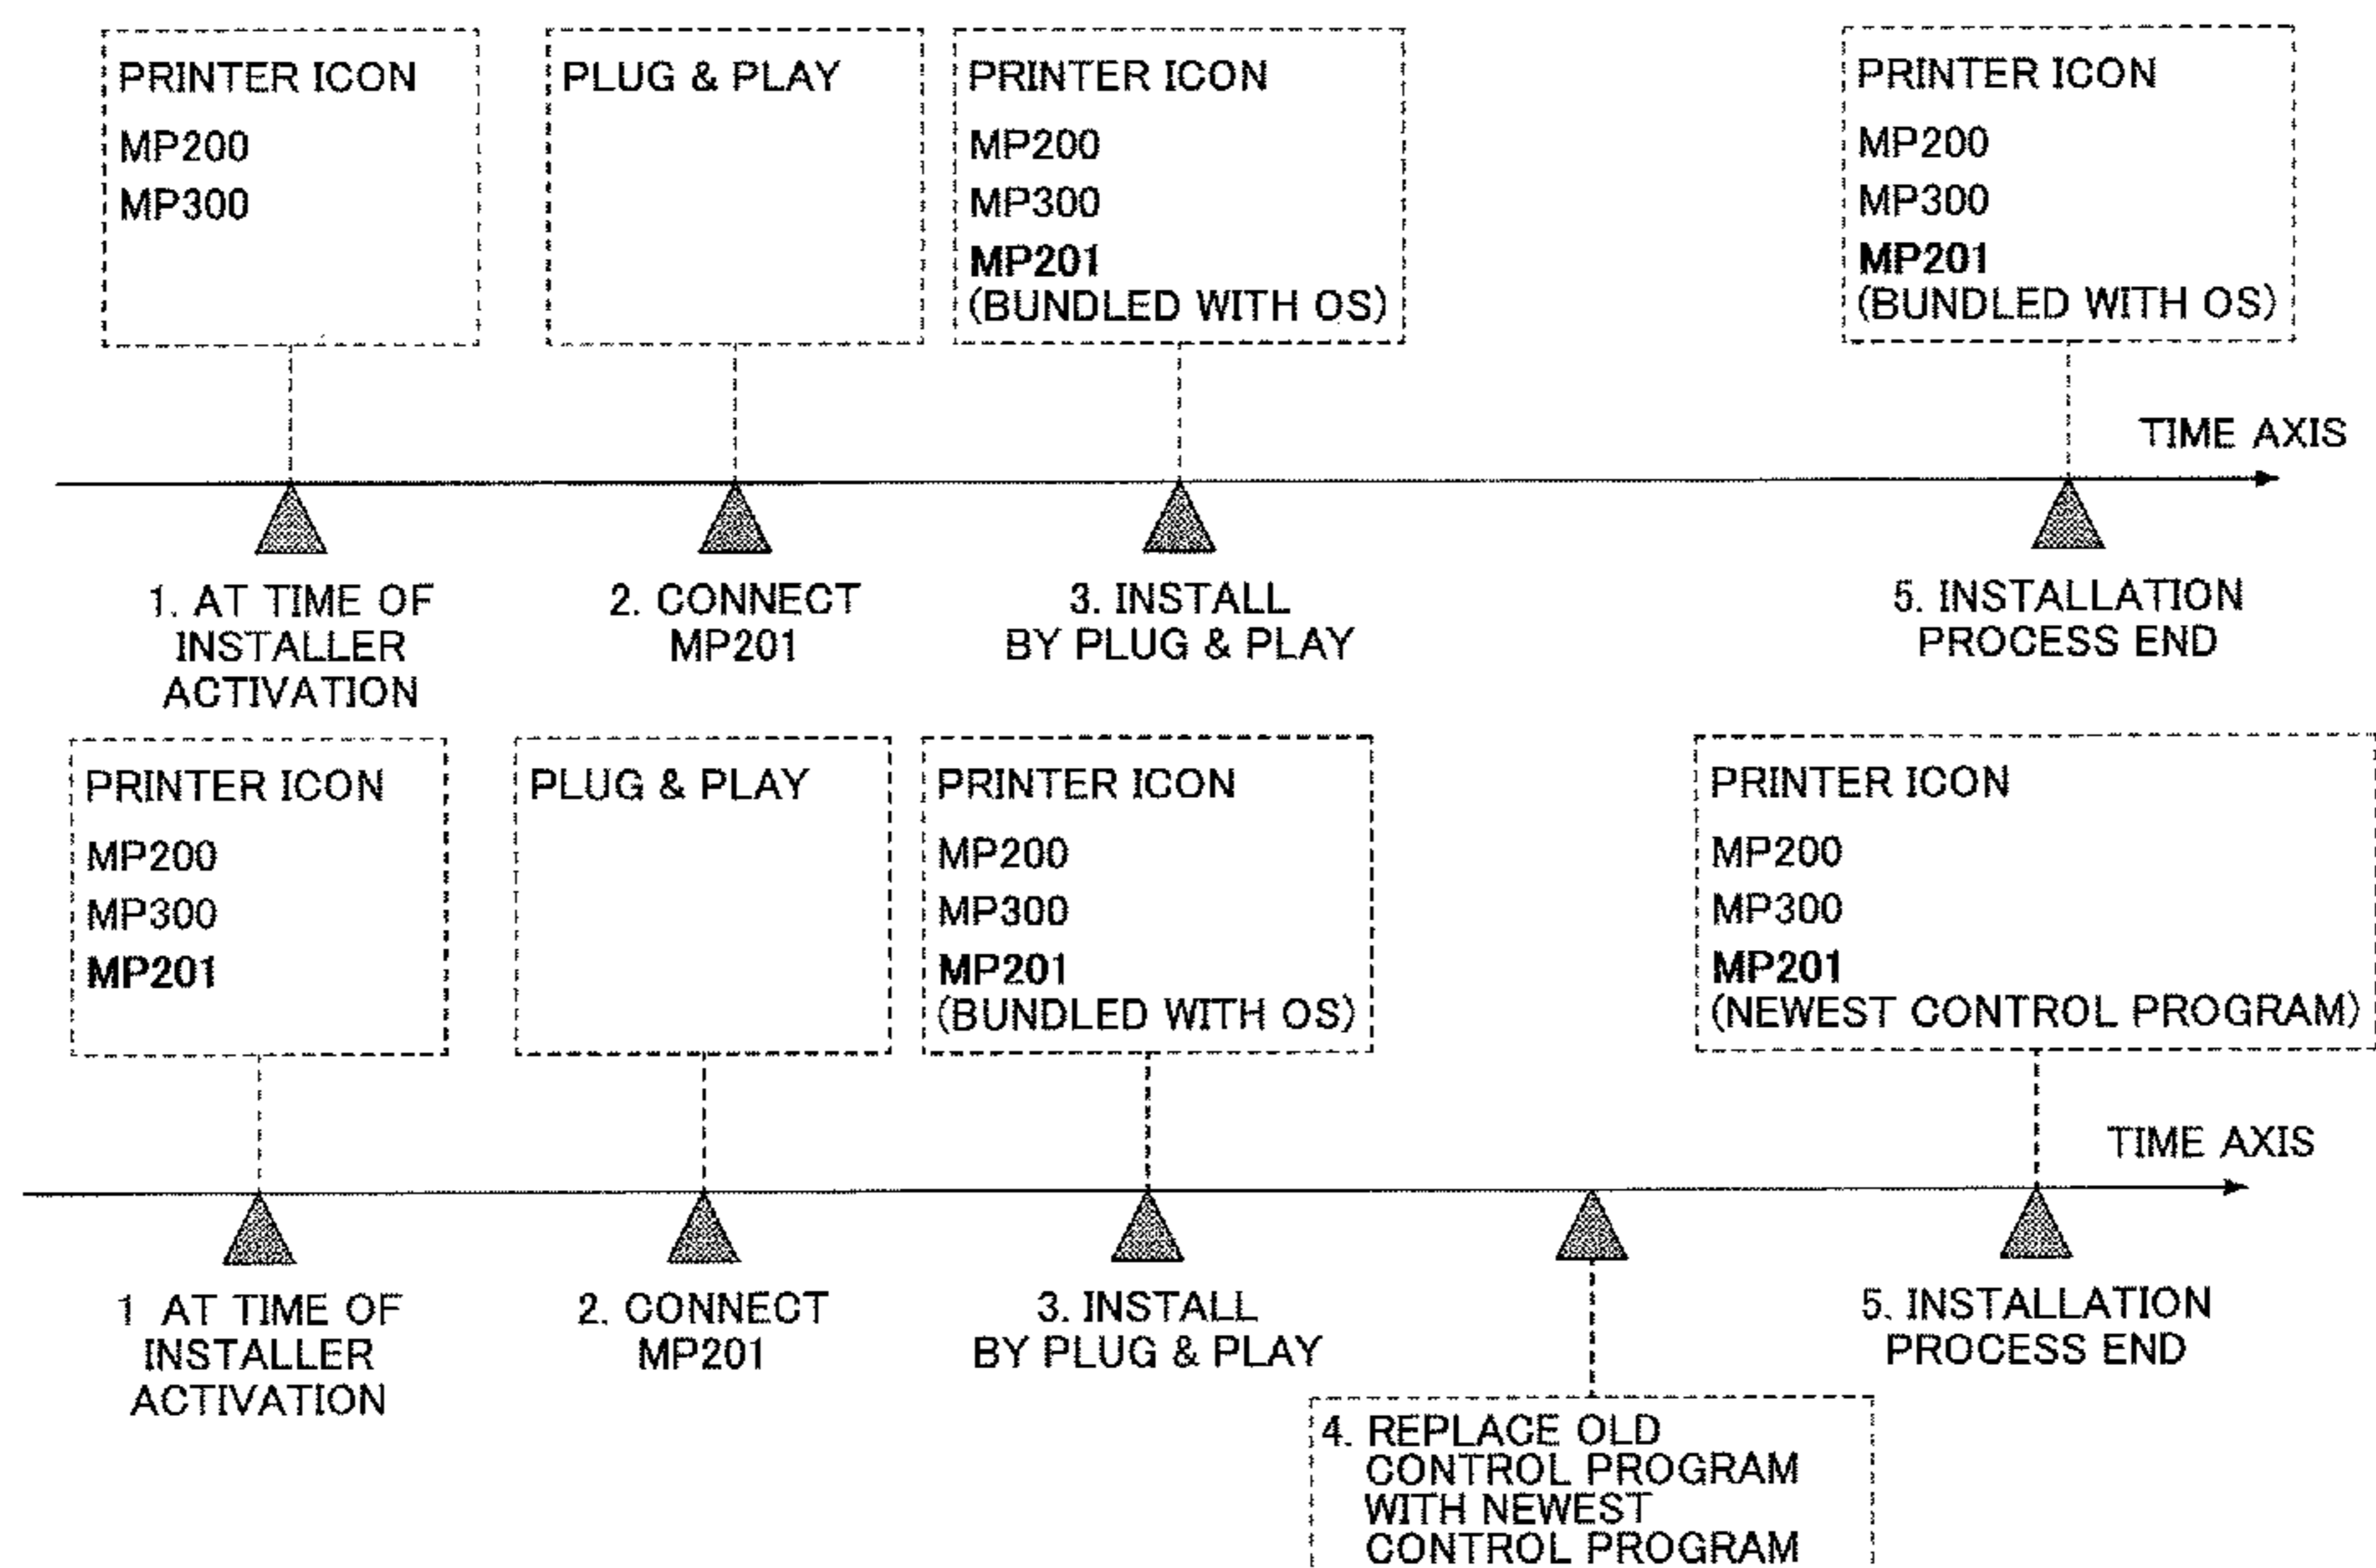 PRINTER ICON
MP200
MP300
PLUG & PLAY
PRINTER ICON
MP200
MP300
MP201
(BUNDLED WITH OS)
PRINTER ICON
MP200
MP300
MP201
(BUNDLED WITH OS)
TIME AXIS
1. AT TIME OF
INSTALLER
ACTIVATION
2. CONNECT
MP201
3. INSTALL
BY PLUG & PLAY
5. INSTALLATION
PROCESS END
PRINTER ICON
MP200
MP300
MP201
PLUG & PLAY
PRINTER ICON
MP200
MP300
MP201
(BUNDLED WITH OS)
PRINTER ICON
MP200
MP300
MP201
(NEWEST CONTROL PROGRAM)
TIME AXIS
1 AT TIME OF
INSTALLER
ACTIVATION
2. CONNECT
MP201
3. INSTALL
BY PLUG & PLAY
4. REPLACE OLD
CONTROL PROGRAM
WITH NEWEST
CONTROL PROGRAM
5. INSTALLATION
PROCESS END